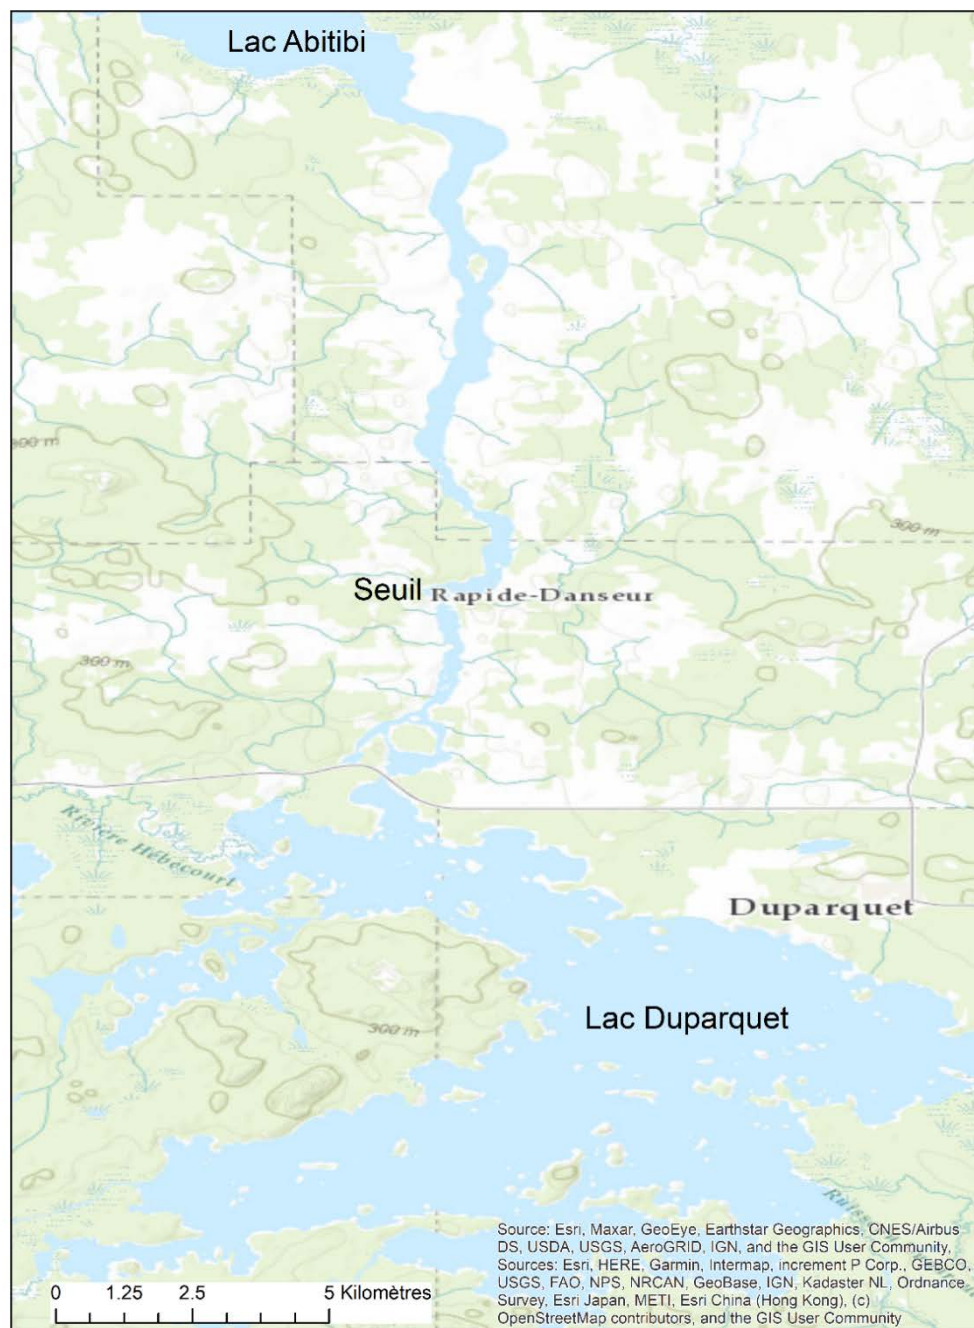 Lac Abitibi
300 m
300 m
Seuil
Rapide-Danseur
300 m
Rivière Hébécourt
Duparquet
Lac Duparquet
300 m
Source: Esri, Maxar, GeoEye, Earthstar Geographics, CNES/Airbus
DS, USDA, USGS, AeroGRID, IGN, and the GIS User Community,
Sources: Esri, HERE, Garmin, Intermap, increment P Corp., GEBCO,
USGS, FAO, NPS, NRCAN, GeoBase, IGN, Kadaster NL, Ordnance
Survey, Esri Japan, METI, Esri China (Hong Kong), (c)
OpenStreetMap contributors, and the GIS User Community
0 1.25 2.5 5 Kilomètres